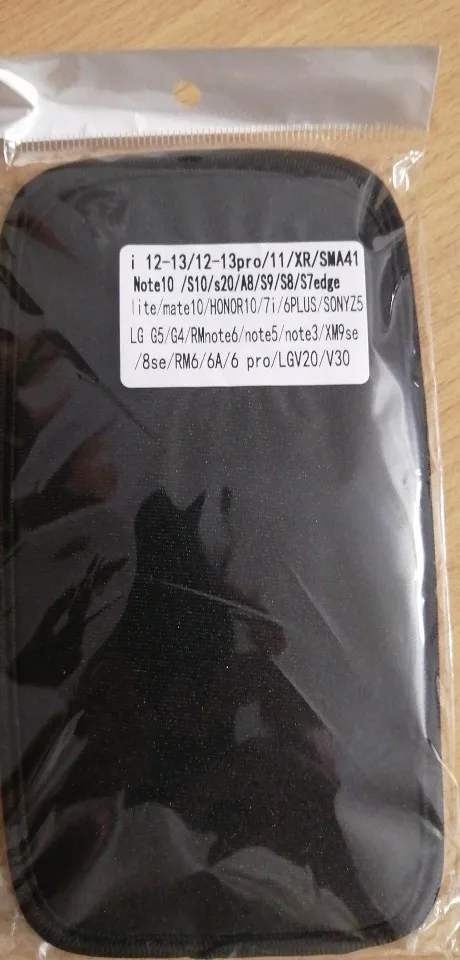 i 12-13/12-13pro/11/XR/SMA41
Note10 /S10/s20/A8/S9/S8/S7edge
lite/mate10/HONOR10/7i/6PLUS/SONYZ5
LG G5/G4/RMnote6/note5/note3/XM9se
/8se/RM6/6A/6 pro/LGV20/V30